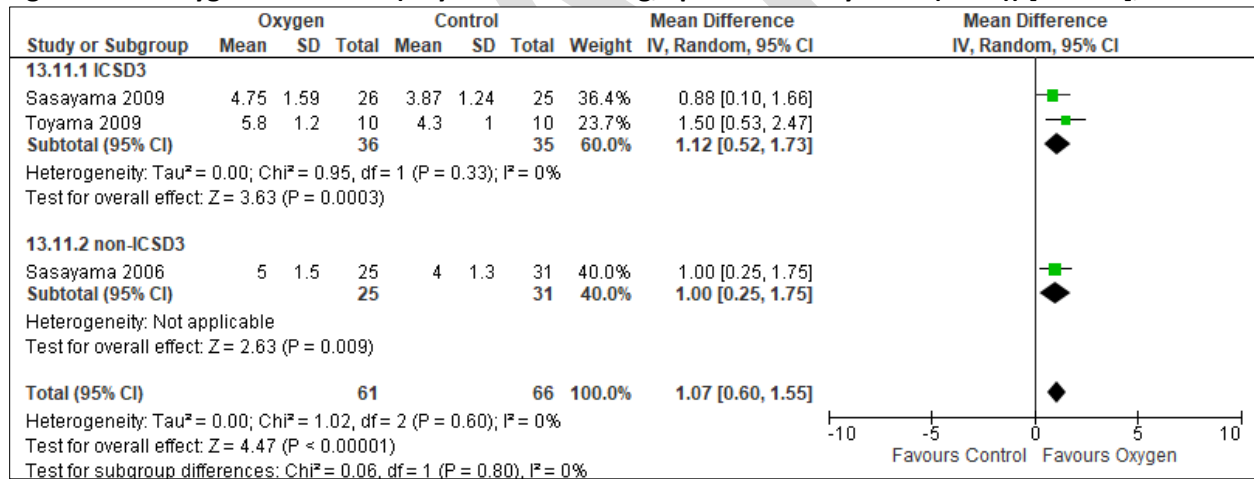 Oxygen Control Mean Difference Mean Difference
Study or Subgroup Mean SD Total Mean SD Total Weight IV, Random, 95% CI IV, Random, 95% CI
13.11.1 ICSD3
Sasayama 2009 4.75 1.59 26 3.87 1.24 25 36.4% 0.88 [0.10, 1.66]
Toyama 2009 5.8 1.2 10 4.3 1 10 23.7% 1.50 [0.53, 2.47]
Subtotal (95% CI) 36 35 60.0% 1.12 [0.52, 1.73]
Heterogeneity: Tau² = 0.00; Chi² = 0.95, df = 1 (P = 0.33); I² = 0%
Test for overall effect: Z = 3.63 (P = 0.0003)
13.11.2 non-ICSD3
Sasayama 2006 5 1.5 25 4 1.3 31 40.0% 1.00 [0.25, 1.75]
Subtotal (95% CI) 25 31 40.0% 1.00 [0.25, 1.75]
Heterogeneity: Not applicable
Test for overall effect: Z = 2.63 (P = 0.009)
Total (95% CI) 61 66 100.0% 1.07 [0.60, 1.55]
Heterogeneity: Tau² = 0.00; Chi² = 1.02, df = 2 (P = 0.60); I² = 0%
Test for overall effect: Z = 4.47 (P < 0.00001)
Test for subgroup differences: Chi² = 0.06, df = 1 (P = 0.80), I² = 0%
-10 -5 0 5 10
Favours Control Favours Oxygen